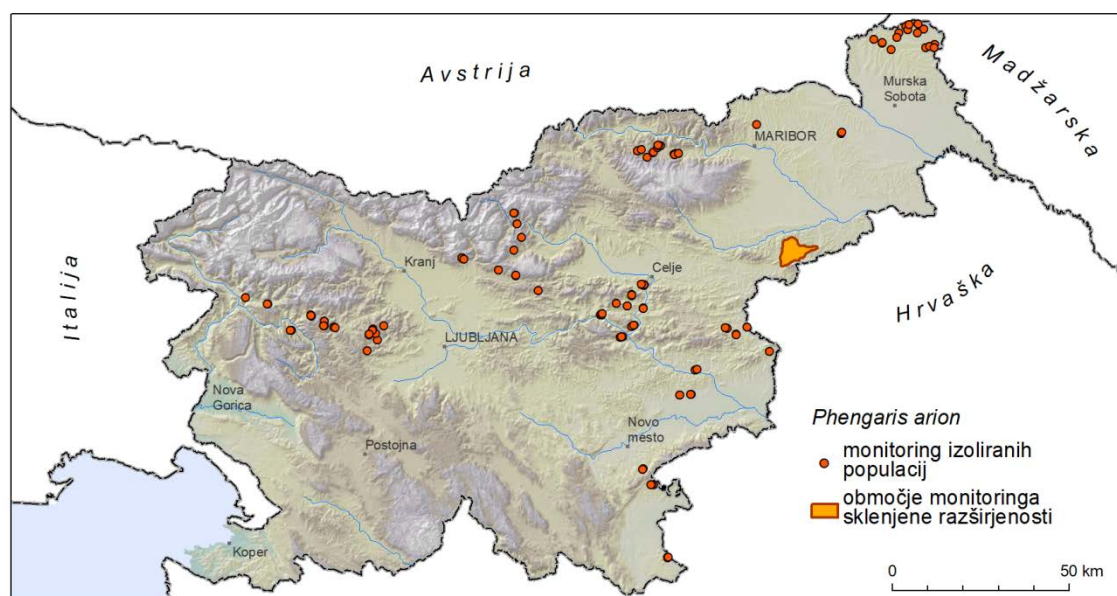 Avstrija
Madžarska
Murska
Sobota
MARIBOR
Italija
Kranj
Celje
Hrvaška
LJUBLJANA
Nova
Gorica
Postojna
Novo
mesto
Koper
Phengaris arion
monitoring izoliranih
populacij
območje monitoringa
sklenjene razširjenosti
0 50 km